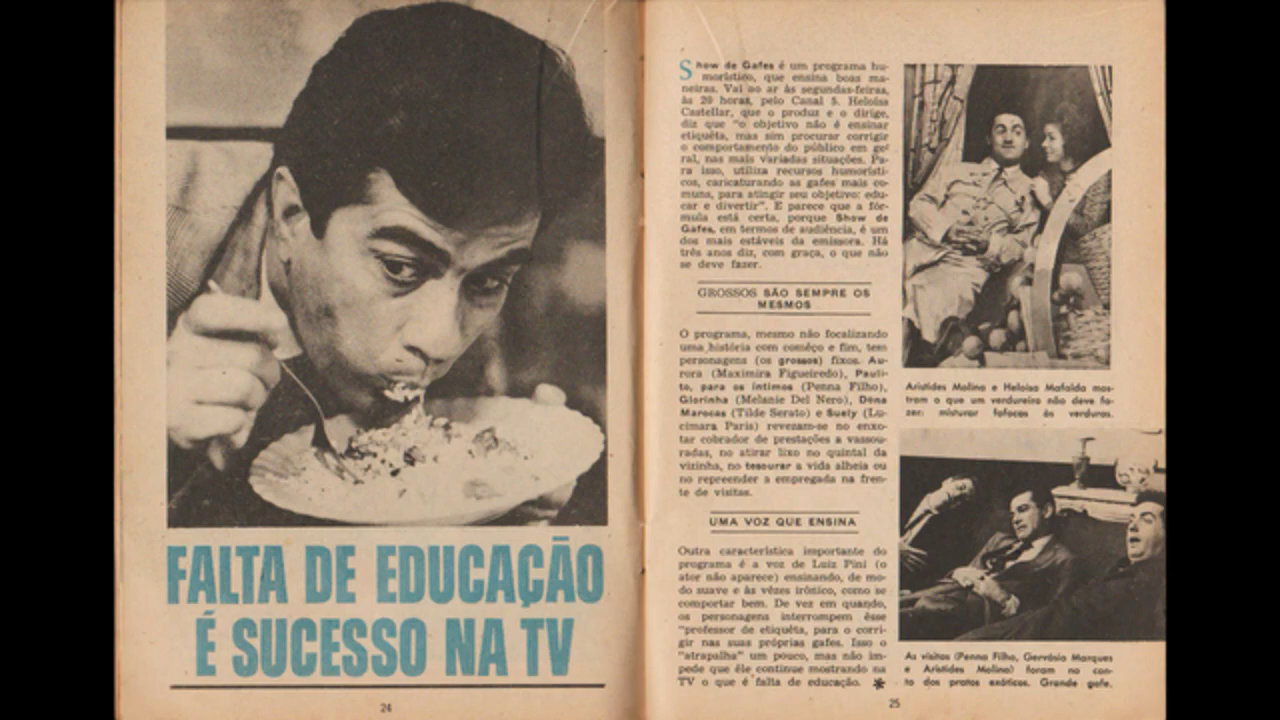 FALTA DE EDUCAÇÃO
É SUCESSO NA TV
24
Show de Gafes é um programa hu-
morístico, que ensina boas ma-
neiras. Vai ao ar às segundas-feiras,
às 20 horas, pelo Canal 5. Heloísa
Castellar, que o produz e o dirige,
diz que "o objetivo não é ensinar
etiquêta, mas sim procurar corrigir
o comportamento do público em ge-
ral, nas mais variadas situações. Pa-
ra isso, utiliza recursos humorísti-
cos, caricaturando as gafes mais co-
muns, para atingir seu objetivo: edu-
car e divertir". E parece que a fór-
mula está certa, porque Show de
Gafes, em termos de audiência, é um
dos mais estáveis da emissora. Há
três anos diz, com graça, o que não
se deve fazer.
GROSSOS SÃO SEMPRE OS
MESMOS
O programa, mesmo não focalizando
uma história com comêço e fim, tem
personagens (os grossos) fixos. Au-
rora (Maximira Figueiredo), Pauli-
to, para os íntimos (Penna Filho),
Glorinha (Melanie Del Nero), Dona
Marocas (Tilde Serato) e Suely (Lu-
cimara Paris) revezam-se no enxo-
tar cobrador de prestações a vassou-
radas, no atirar lixo no quintal da
vizinha, no tesourar a vida alheia ou
no repreender a empregada na fren-
te de visitas.
UMA VOZ QUE ENSINA
Outra característica importante do
programa é a voz de Luiz Pini (o
ator não aparece) ensinando, de mo-
do suave e às vêzes irônico, como se
comportar bem. De vez em quando,
os personagens interrompem êsse
"professor de etiquêta, para o corri-
gir nas suas próprias gafes. Isso o
"atrapalha" um pouco, mas não im-
pede que êle continue mostrando na
TV o que é falta de educação.
Aristides Molina e Heloisa Mafalda mos-
tram o que um verdureiro não deve fa-
zer: misturar fofocas às verduras.
As visitas (Penna Filho, Gervásio Marques
e Aristides Molina) foram no con-
to dos pratos exóticos. Grande gafe.
25